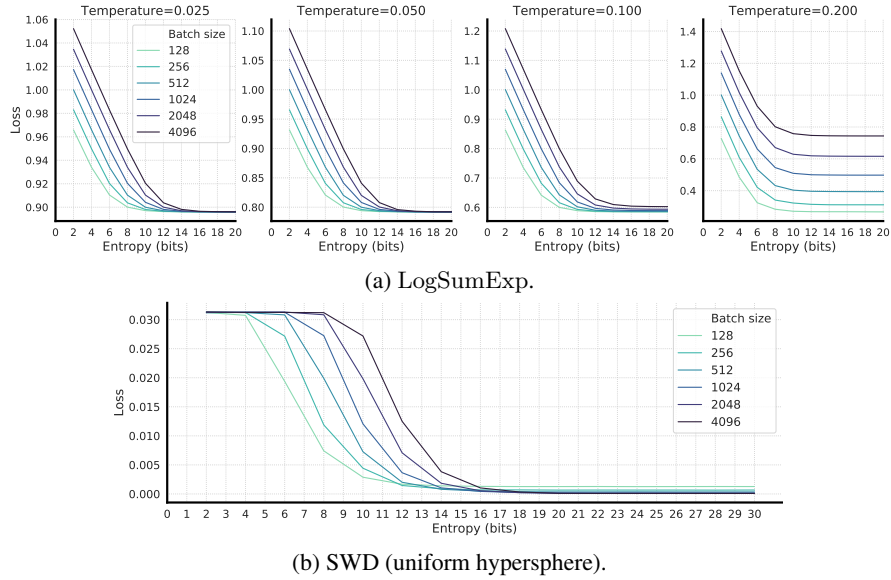 Temperature=0.025 Temperature=0.050 Temperature=0.100 Temperature=0.200
Loss
1.06
1.04
1.02
1.00
0.98
0.96
0.94
0.92
0.90
Batch size
128
256
512
1024
2048
4096
0 2 4 6 8 10 12 14 16 18 20
Entropy (bits)
1.10
1.05
1.00
0.95
0.90
0.85
0.80
0 2 4 6 8 10 12 14 16 18 20
Entropy (bits)
1.2
1.1
1.0
0.9
0.8
0.7
0.6
0 2 4 6 8 10 12 14 16 18 20
Entropy (bits)
1.4
1.2
1.0
0.8
0.6
0.4
0 2 4 6 8 10 12 14 16 18 20
Entropy (bits)
(a) LogSumExp.
Loss
0.030
0.025
0.020
0.015
0.010
0.005
0.000
Batch size
128
256
512
1024
2048
4096
0 1 2 3 4 5 6 7 8 9 10 11 12 13 14 15 16 17 18 19 20 21 22 23 24 25 26 27 28 29 30
Entropy (bits)
(b) SWD (uniform hypersphere).